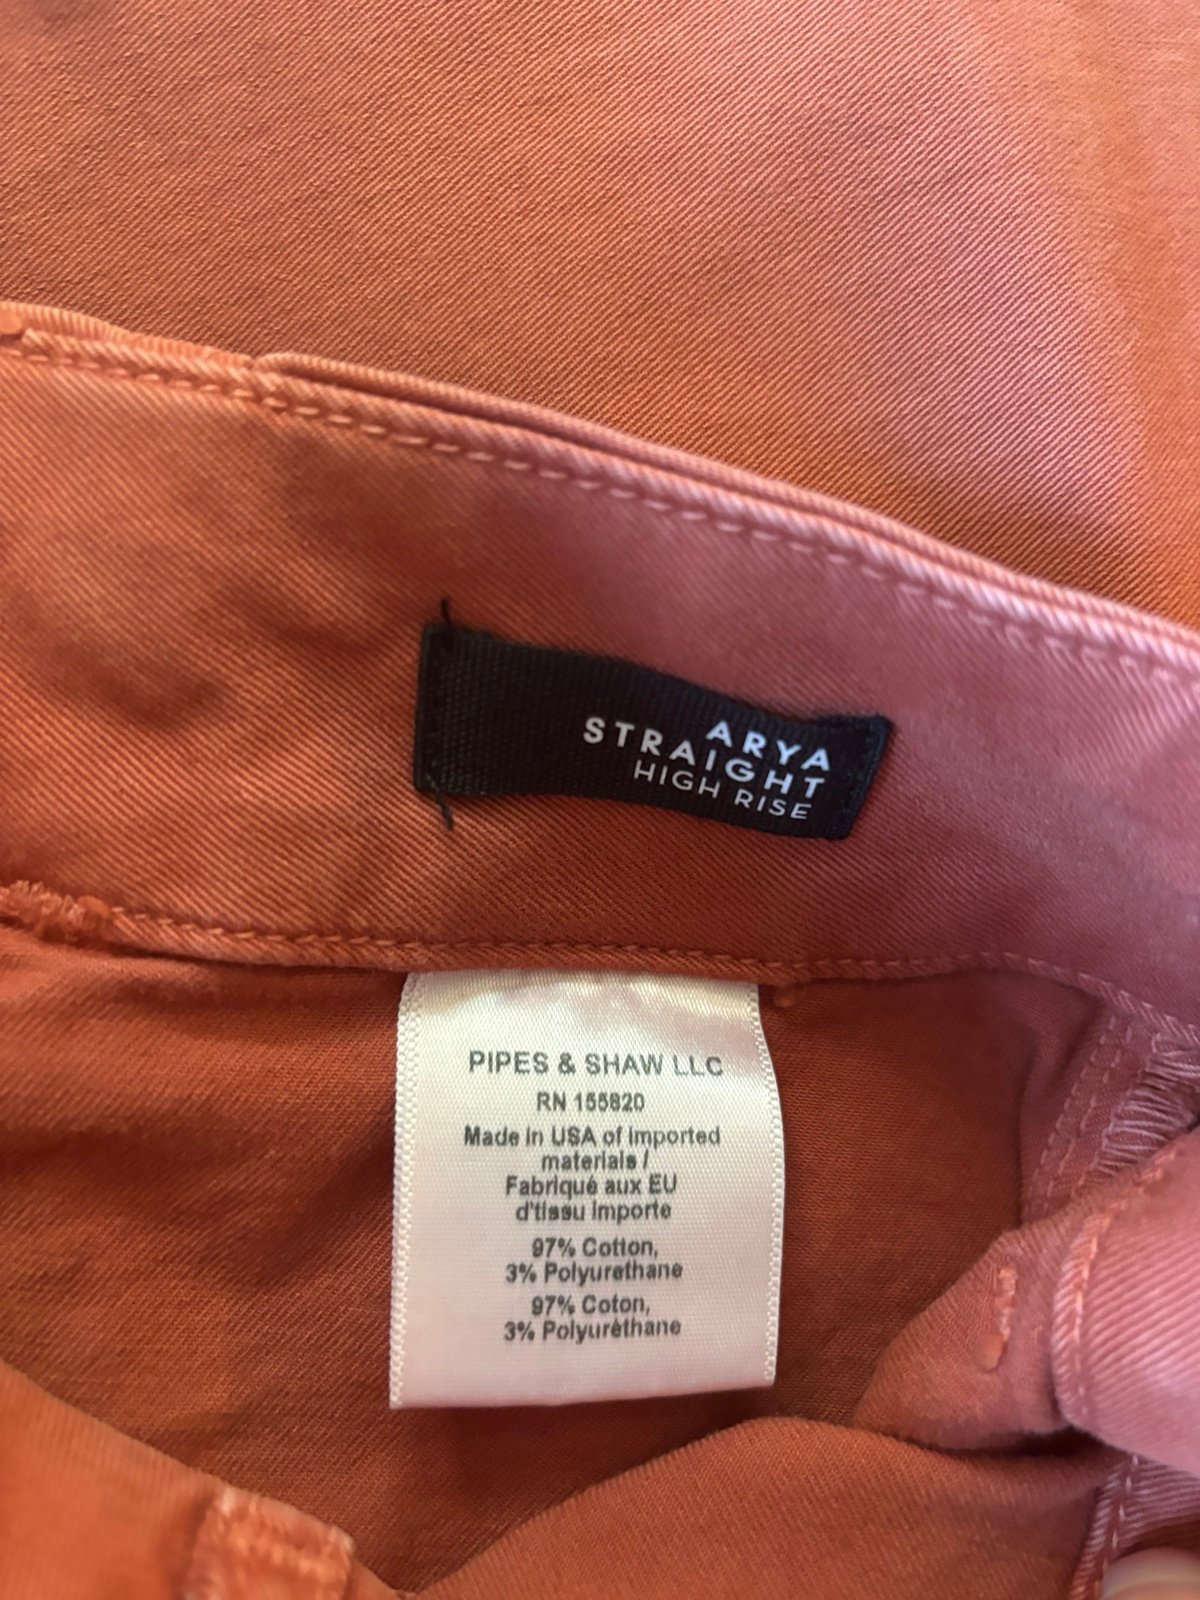 ARYA
STRAIGHT
HIGH RISE
PIPES & SHAW LLC
RN 155820
Made in USA of imported
materials /
Fabriqué aux EU
d'tissu importe
97% Cotton,
3% Polyurethane
97% Coton,
3% Polyuréthane